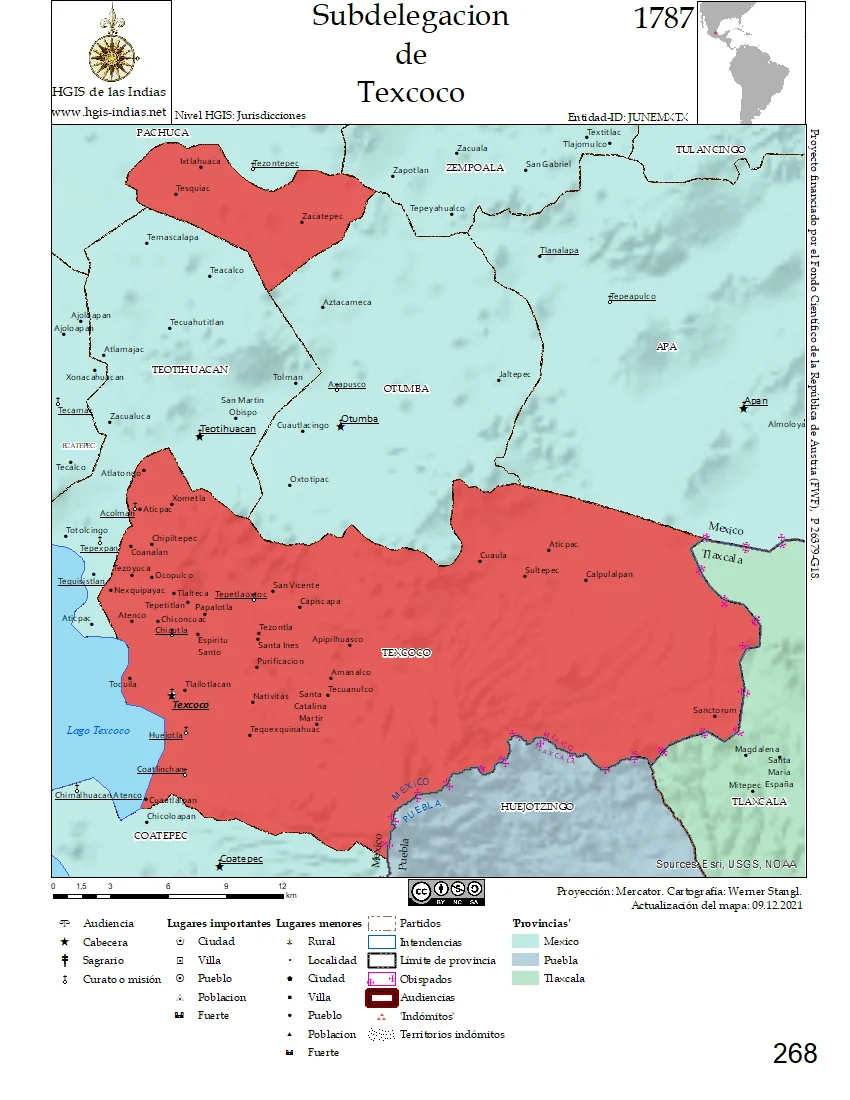 Subdelegacion
de
Texcoco
1787
HGIS de las Indias
www.hgis-indias.net
Nivel HGIS: Jurisdicciones
Entidad-ID: JUNEMXTX
PACHUCA
Textitlac
Tlajomulco
Zacuala
TULANCINGO
Ixtlahuaca
Tezontepec
Zapotlan
ZEMPOALA
San Gabriel
Tesquiac
Zacatepec
Tepeyahualco
Temascalapa
Tlanalapa
Teacalco
Tepeapulco
Aztacameca
Ajoloapan
Ajoloapan
Tecuahutitlan
Atlamajac
APA
TEOTIHUACAN
Xonacahuacan
Tolman
Axapusco
OTUMBA
Jaltepec
San Martin
Obispo
Tecamac
Zacualuca
Teotihuacan
Cuautlacingo
Otumba
Apan
Almoloya
ECATEPEC
Tecalco
Atlatongo
Oxtotipac
Xometla
Acolman
Aticpac
Totolcingo
Tepexpan
Chipiltepec
Coanalan
Mexico
Tlaxcala
Aticpac
Cuaula
Sultepec
Calpulalpan
Tezoyuca
Ocopulco
Tequisistlan
Nexquipayac
Tlalteca
Tepetlaoxtoc
San Vicente
Tepetitlan
Papalotla
Capiscapa
Aticpac
Atenco
Chiconcuac
Chiautla
Espiritu
Santo
Tezontla
Santa Ines
Apipilhuasco
TEXCOCO
Purificacion
Amanalco
Tocuila
Tlailotlacan
Tecuanulco
Texcoco
Nativitas
Santa
Catalina
Martir
Sanctorum
Lago Texcoco
Huejotla
Tequexquinahuac
MEXICO
TLAXCALA
Magdalena
Santa
Maria
España
Coatlinchan
Mitepec
Chimalhuacan Atenco
Cuautlalpan
MEXICO
PUEBLA
HUEJOTZINGO
TLAXCALA
Chicoloapan
COATEPEC
Mexico
Puebla
Coatepec
Sources: Esri, USGS, NOAA
Proyecto financiado por el Fondo Científico de la República de Austria (FWF), P 26379-G18.
0 1,5 3 6 9 12
km
BY NC SA
Proyección: Mercator. Cartografía: Werner Stangl.
Actualización del mapa: 09.12.2021
Audiencia
Cabecera
Sagrario
Curato o misión
Lugares importantes
Ciudad
Villa
Pueblo
Poblacion
Fuerte
Lugares menores
Rural
Localidad
Ciudad
Villa
Pueblo
Poblacion
Fuerte
Partidos
Intendencias
Límite de provincia
Obispados
Audiencias
'Indómitos'
Territorios indómitos
'Provincias'
Mexico
Puebla
Tlaxcala
268